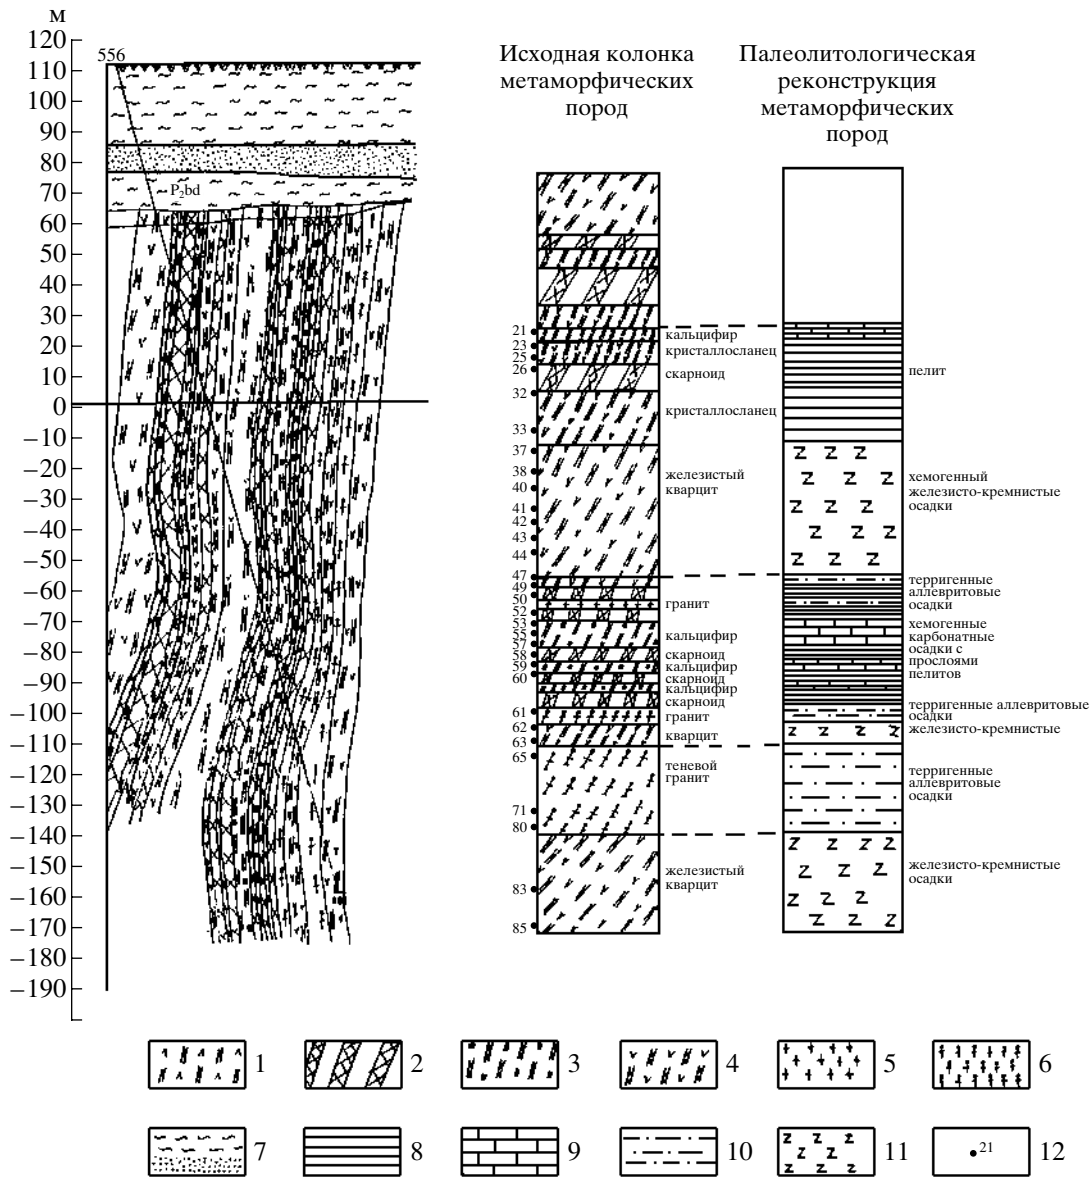 м
120
110
100
90
80
70
60
50
40
30
20
10
0
−10
−20
−30
−40
−50
−60
−70
−80
−90
−100
−110
−120
−130
−140
−150
−160
−170
−180
−190
556
P₂bd
Исходная колонка
метаморфических
пород
21
23
25
26
32
33
37
38
40
41
42
43
44
47
49
50
52
53
55
57
58
59
60
61
62
63
65
71
80
83
85
кальцифир
кристаллосланец
скарноид
кристаллосланец
железистый
кварцит
гранит
кальцифир
скарноид
кальцифир
скарноид
кальцифир
скарноид
гранит
кварцит
теневой
гранит
железистый
кварцит
Палеолитологическая
реконструкция
метаморфических
пород
пелит
хемогенный
железисто-кремнистые
осадки
терригенные
аллевритовые
осадки
хемогенные
карбонатные
осадки с
прослоями
пелитов
терригенные аллевритовые
осадки
железисто-кремнистые
терригенные
аллевритовые
осадки
железисто-кремнистые
осадки
1
2
3
4
5
6
7
8
9
10
11
21
12